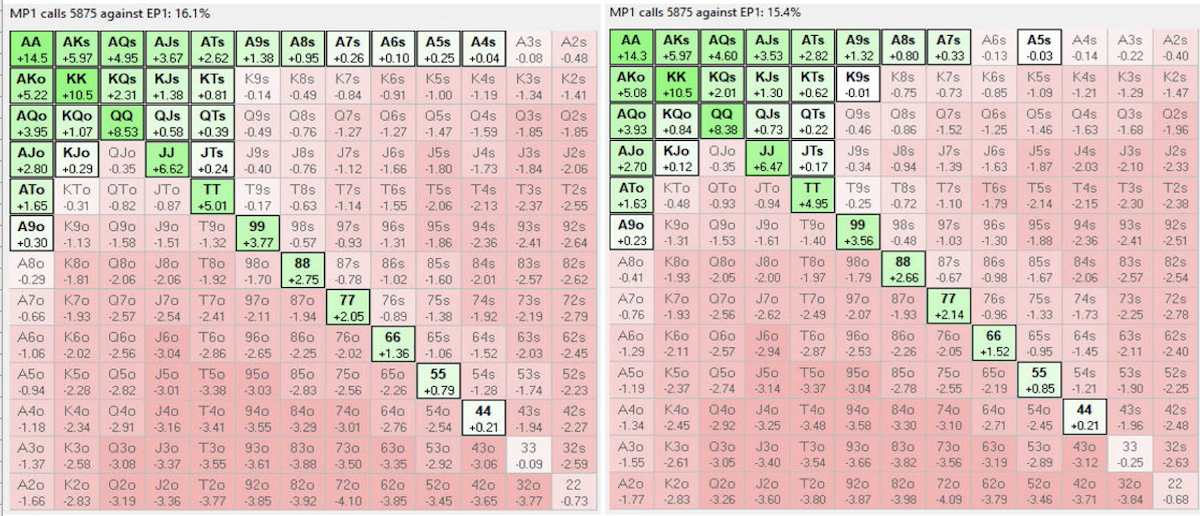 MP1 calls 5875 against EP1: 16.1%
AA AKs AQs AJs ATs A9s A8s A7s A6s A5s A4s A3s A2s
+14.5 +5.97 +4.95 +3.67 +2.62 +1.38 +0.95 +0.26 +0.10 +0.25 +0.04 -0.08 -0.48
AKo KK KQs KJs KTs K9s K8s K7s K6s K5s K4s K3s K2s
+5.22 +10.5 +2.31 +1.38 +0.81 -0.14 -0.49 -0.84 -0.91 -1.00 -1.19 -1.34 -1.41
AQo KQo QQ QJs QTs Q9s Q8s Q7s Q6s Q5s Q4s Q3s Q2s
+3.95 +1.07 +8.53 +0.58 +0.39 -0.49 -0.76 -1.27 -1.27 -1.47 -1.59 -1.85 -1.85
AJo KJo QJo JJ JTs J9s J8s J7s J6s J5s J4s J3s J2s
+2.80 +0.29 -0.35 +6.62 +0.24 -0.40 -0.76 -1.12 -1.66 -1.80 -1.73 -1.84 -2.06
ATo KTo QTo JTo TT T9s T8s T7s T6s T5s T4s T3s T2s
+1.65 -0.31 -0.82 -0.87 +5.01 -0.17 -0.63 -1.14 -1.55 -2.06 -2.13 -2.37 -2.55
A9o K9o Q9o J9o T9o 99 98s 97s 96s 95s 94s 93s 92s
+0.30 -1.13 -1.58 -1.51 -1.32 +3.77 -0.57 -0.93 -1.31 -1.86 -2.36 -2.41 -2.64
A8o K8o Q8o J8o T8o 98o 88 87s 86s 85s 84s 83s 82s
-0.29 -1.81 -2.06 -2.06 -1.92 -1.70 +2.75 -0.78 -1.02 -1.60 -2.01 -2.57 -2.62
A7o K7o Q7o J7o T7o 97o 87o 77 76s 75s 74s 73s 72s
-0.66 -1.93 -2.57 -2.54 -2.41 -2.11 -1.94 +2.05 -0.89 -1.38 -1.92 -2.19 -2.79
A6o K6o Q6o J6o T6o 96o 86o 76o 66 65s 64s 63s 62s
-1.06 -2.02 -2.56 -3.04 -2.86 -2.65 -2.25 -2.02 +1.36 -1.06 -1.52 -2.03 -2.45
A5o K5o Q5o J5o T5o 95o 85o 75o 65o 55 54s 53s 52s
-0.94 -2.28 -2.82 -3.01 -3.38 -3.03 -2.83 -2.56 -2.26 +0.79 -1.28 -1.74 -2.23
A4o K4o Q4o J4o T4o 94o 84o 74o 64o 54o 44 43s 42s
-1.18 -2.34 -2.91 -3.16 -3.41 -3.55 -3.29 -3.01 -2.76 -2.54 +0.21 -1.85 -2.27
A3o K3o Q3o J3o T3o 93o 83o 73o 63o 53o 43o 33 32s
-1.37 -2.58 -3.08 -3.37 -3.55 -3.61 -3.88 -3.50 -3.35 -2.92 -3.06 -0.09 -2.59
A2o K2o Q2o J2o T2o 92o 82o 72o 62o 52o 42o 32o 22
-1.66 -2.83 -3.19 -3.36 -3.77 -3.85 -3.92 -4.10 -3.85 -3.45 -3.65 -3.77 -0.73
MP1 calls 5875 against EP1: 15.4%
AA AKs AQs AJs ATs A9s A8s A7s A6s A5s A4s A3s A2s
+14.3 +5.97 +4.60 +3.53 +2.82 +1.32 +0.80 +0.33 -0.13 -0.03 -0.14 -0.22 -0.40
AKo KK KQs KJs KTs K9s K8s K7s K6s K5s K4s K3s K2s
+5.08 +10.5 +2.01 +1.30 +0.62 -0.01 -0.75 -0.73 -0.85 -1.09 -1.21 -1.29 -1.47
AQo KQo QQ QJs QTs Q9s Q8s Q7s Q6s Q5s Q4s Q3s Q2s
+3.93 +0.84 +8.38 +0.73 +0.22 -0.46 -0.86 -1.52 -1.25 -1.46 -1.63 -1.68 -1.96
AJo KJo QJo JJ JTs J9s J8s J7s J6s J5s J4s J3s J2s
+2.70 +0.12 -0.35 +6.47 +0.17 -0.34 -0.94 -1.39 -1.63 -1.87 -2.03 -2.10 -2.33
ATo KTo QTo JTo TT T9s T8s T7s T6s T5s T4s T3s T2s
+1.63 -0.48 -0.93 -0.94 +4.95 -0.25 -0.72 -1.10 -1.79 -2.14 -2.15 -2.30 -2.38
A9o K9o Q9o J9o T9o 99 98s 97s 96s 95s 94s 93s 92s
+0.23 -1.31 -1.53 -1.61 -1.40 +3.56 -0.48 -1.03 -1.30 -1.88 -2.36 -2.41 -2.51
A8o K8o Q8o J8o T8o 98o 88 87s 86s 85s 84s 83s 82s
-0.41 -1.93 -2.05 -2.00 -1.97 -1.79 +2.66 -0.67 -0.98 -1.67 -2.06 -2.57 -2.54
A7o K7o Q7o J7o T7o 97o 87o 77 76s 75s 74s 73s 72s
-0.76 -1.93 -2.56 -2.62 -2.49 -2.07 -1.93 +2.14 -0.96 -1.33 -1.73 -2.25 -2.78
A6o K6o Q6o J6o T6o 96o 86o 76o 66 65s 64s 63s 62s
-1.29 -2.11 -2.57 -2.94 -2.87 -2.53 -2.26 -2.05 +1.52 -0.95 -1.45 -2.11 -2.40
A5o K5o Q5o J5o T5o 95o 85o 75o 65o 55 54s 53s 52s
-1.19 -2.37 -2.74 -3.14 -3.37 -3.04 -2.78 -2.55 -2.19 +0.85 -1.21 -1.90 -2.25
A4o K4o Q4o J4o T4o 94o 84o 74o 64o 54o 44 43s 42s
-1.34 -2.45 -2.92 -3.25 -3.48 -3.58 -3.30 -3.10 -2.71 -2.45 +0.21 -1.96 -2.48
A3o K3o Q3o J3o T3o 93o 83o 73o 63o 53o 43o 33 32s
-1.55 -2.61 -3.05 -3.40 -3.54 -3.66 -3.82 -3.56 -3.19 -2.89 -3.12 -0.25 -2.63
A2o K2o Q2o J2o T2o 92o 82o 72o 62o 52o 42o 32o 22
-1.77 -2.83 -3.26 -3.60 -3.80 -3.87 -3.98 -4.09 -3.79 -3.46 -3.71 -3.84 -0.68